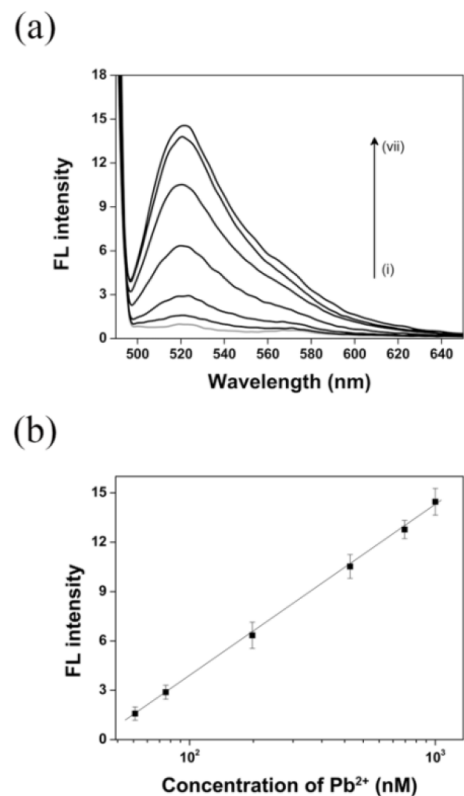 (a)
18
15
12
9
6
3
0
FL intensity
(vii)
(i)
500 520 540 560 580 600 620 640
Wavelength (nm)
(b)
15
12
9
6
3
0
FL intensity
10² 10³
Concentration of Pb²⁺ (nM)